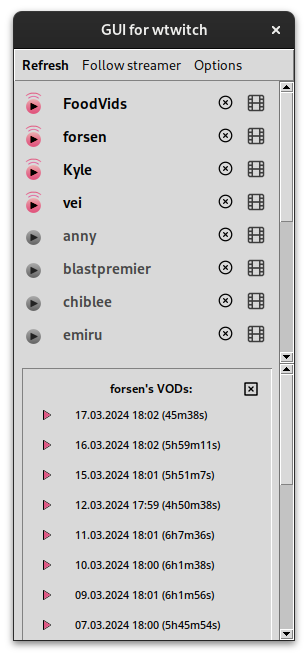 GUI for wtwitch
Refresh Follow streamer Options
FoodVids
forsen
Kyle
vei
anny
blastpremier
chiblee
emiru
forsen's VODs:
17.03.2024 18:02 (45m38s)
16.03.2024 18:02 (5h59m11s)
15.03.2024 18:01 (5h51m7s)
12.03.2024 17:59 (4h50m38s)
11.03.2024 18:01 (6h7m36s)
10.03.2024 18:00 (6h1m38s)
09.03.2024 18:01 (6h1m56s)
07.03.2024 18:00 (5h45m54s)